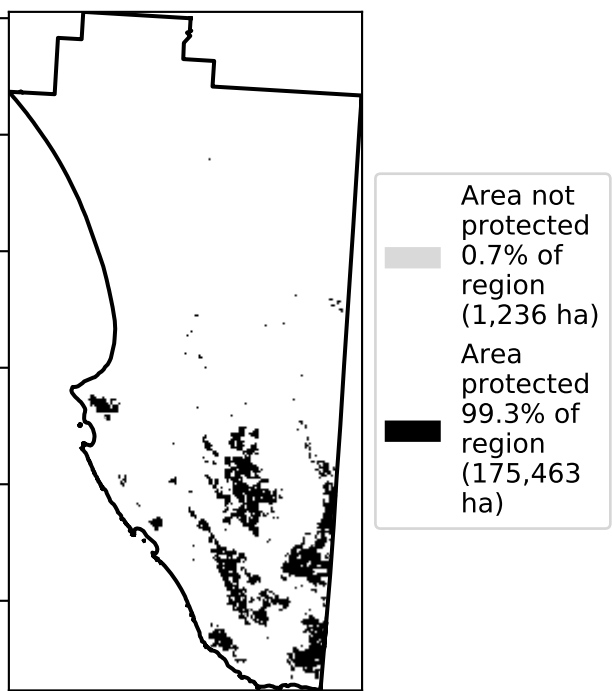 Area not
protected
0.7% of
region
(1,236 ha)
Area
protected
99.3% of
region
(175,463
ha)